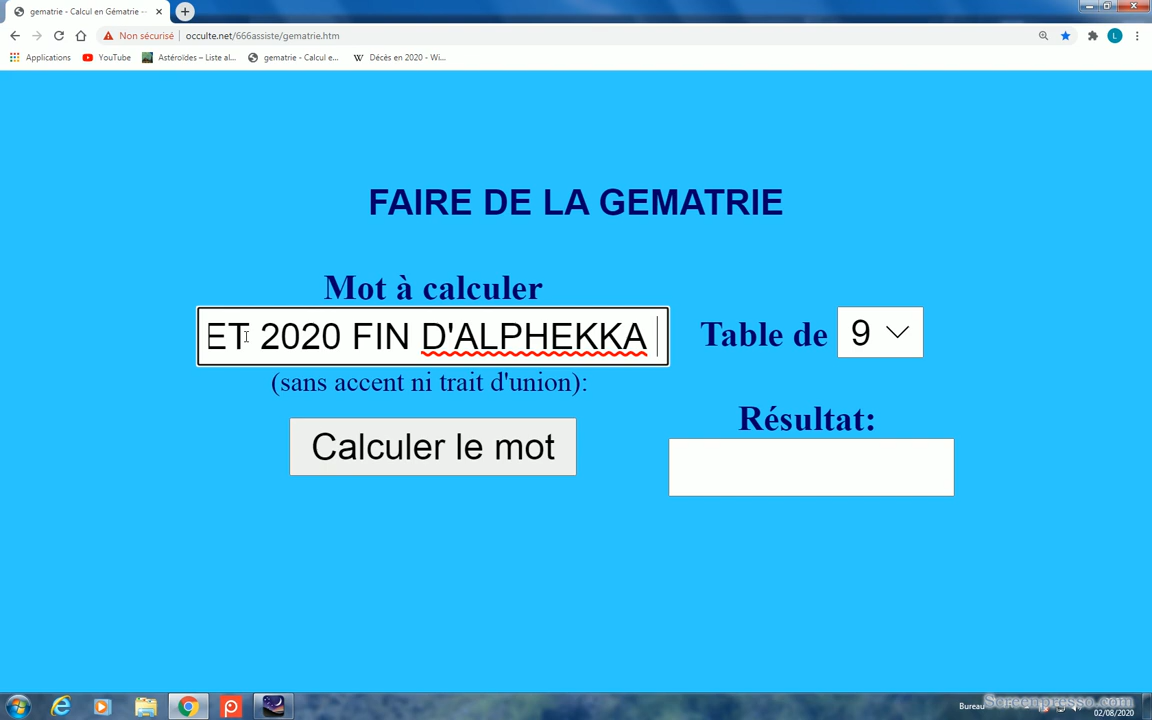 gematrie - Calcul en Gématrie -
Non sécurisé
occulte.net/666assiste/gematrie.htm
L
Applications
YouTube
Astéroïdes – Liste al...
gematrie - Calcul e...
W Décès en 2020 - Wi...
FAIRE DE LA GEMATRIE
Mot à calculer
ET 2020 FIN D'ALPHEKKA
Table de 9
(sans accent ni trait d'union):
Calculer le mot
Résultat:
Screenpresso.com
Bureau
02/08/2020